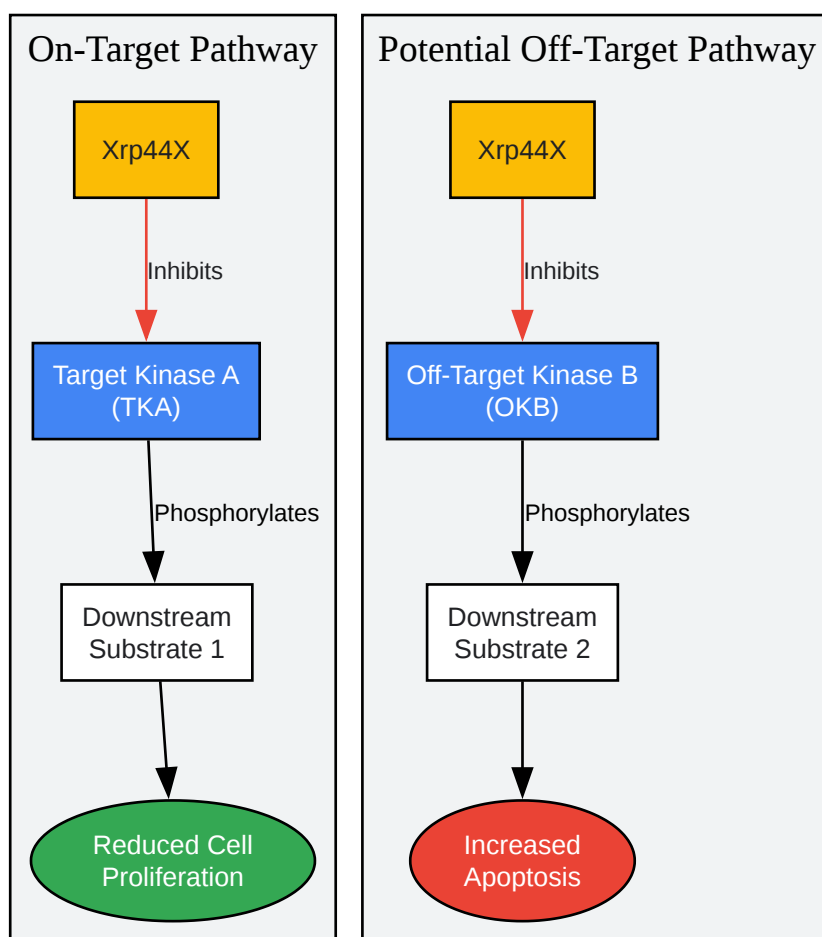 On-Target Pathway
Xrp44X
Inhibits
Target Kinase A
(TKA)
Phosphorylates
Downstream
Substrate 1
Reduced Cell
Proliferation
Potential Off-Target Pathway
Xrp44X
Inhibits
Off-Target Kinase B
(OKB)
Phosphorylates
Downstream
Substrate 2
Increased
Apoptosis